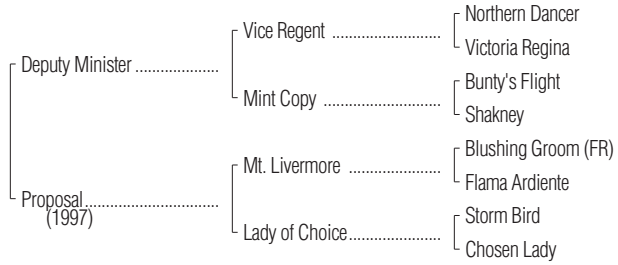 Northern Dancer
Vice Regent ........................
Victoria Regina
Deputy Minister ..................
Bunty's Flight
Mint Copy ..........................
Shakney
Blushing Groom (FR)
Mt. Livermore ....................
Flama Ardiente
Proposal.............................
(1997)
Storm Bird
Lady of Choice....................
Chosen Lady